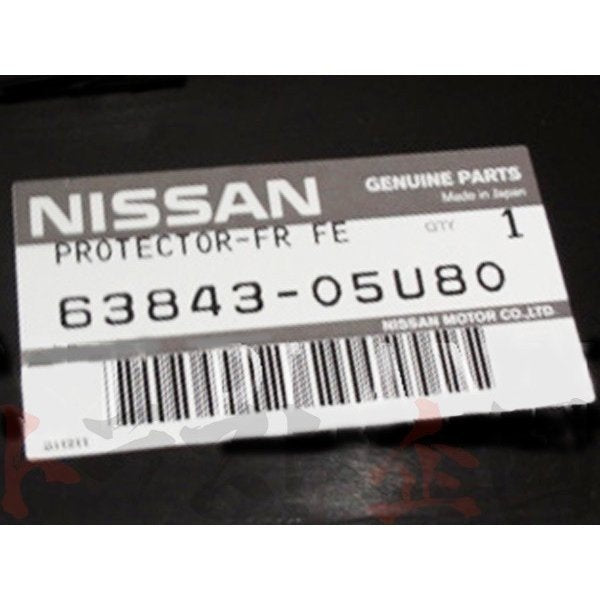 NISSAN GENUINE PARTS
Made in Japan
PROTECTOR-FR FE QTY 1
63843-05U80
NISSAN MOTOR CO.,LTD.